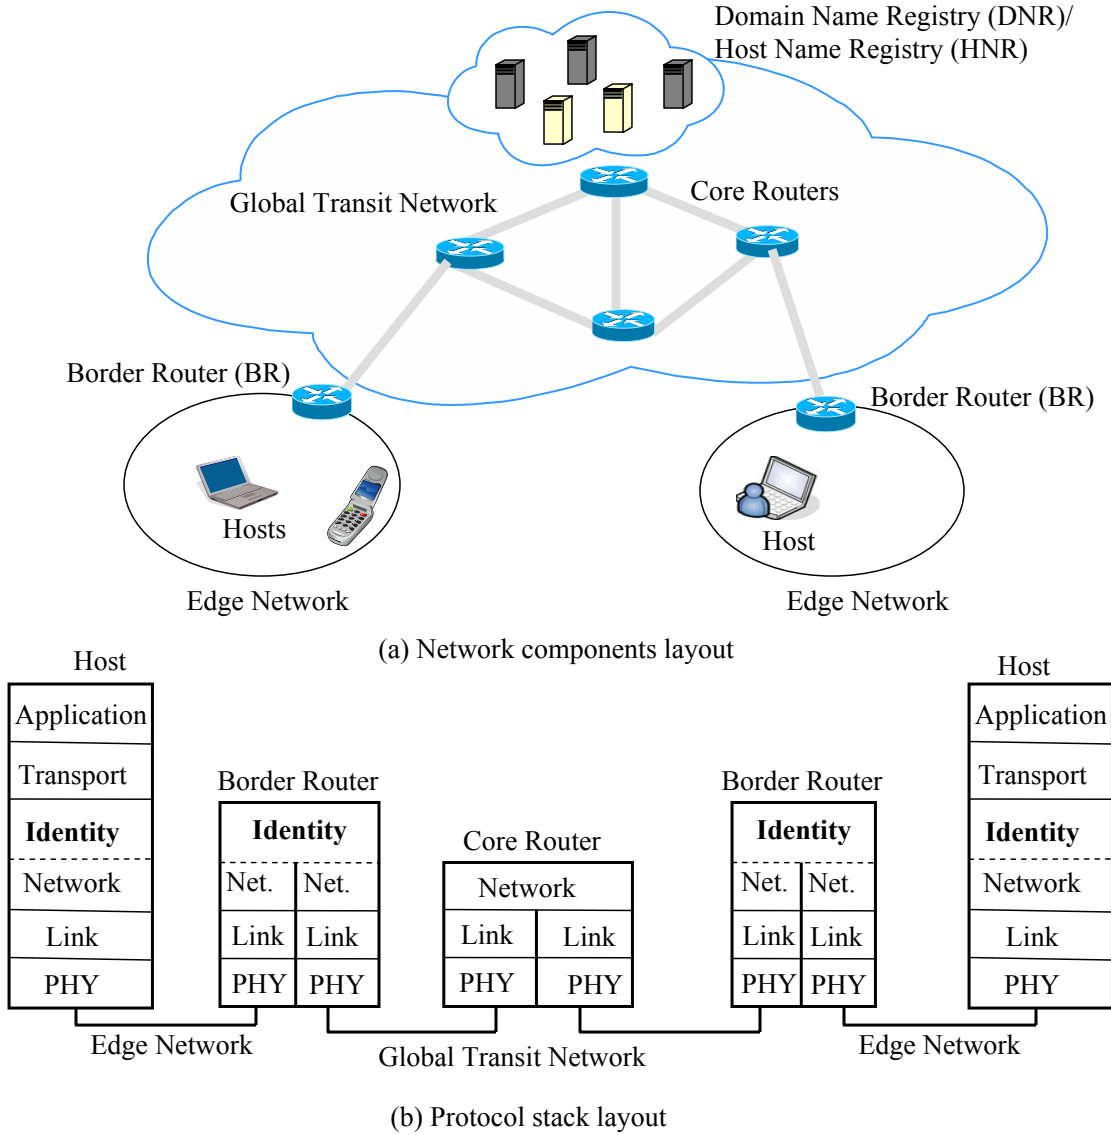 Domain Name Registry (DNR)/
Host Name Registry (HNR)
Global Transit Network
Core Routers
Border Router (BR)
Border Router (BR)
Hosts
Host
Edge Network
Edge Network
(a) Network components layout
Host
Application
Transport
Identity
Network
Link
PHY
Border Router
Identity
Net. Net.
Link Link
PHY PHY
Core Router
Network
Link Link
PHY PHY
Border Router
Identity
Net. Net.
Link Link
PHY PHY
Host
Application
Transport
Identity
Network
Link
PHY
Edge Network
Global Transit Network
Edge Network
(b) Protocol stack layout